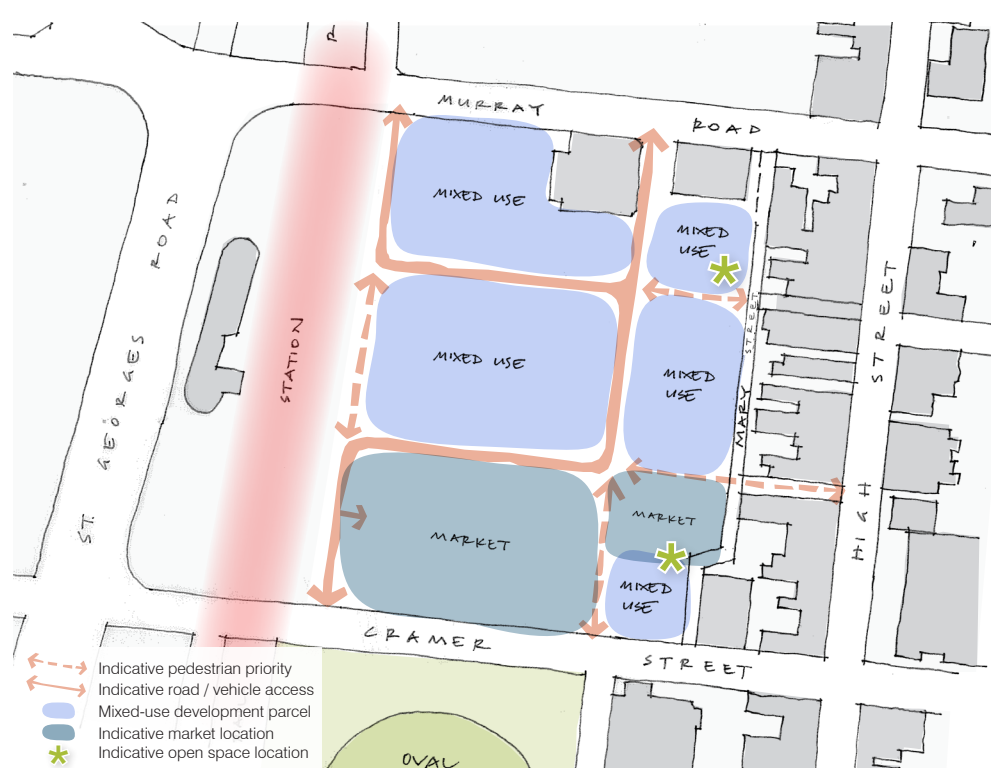 MURRAY
ROAD
MIXED USE
MIXED
USE
ROAD
GEORGES
ST.
STATION
MIXED USE
MIXED
USE
STREET
MARY
STREET
HIGH
MARKET
MARKET
MIXED
USE
CRAMER
STREET
OVAL
Indicative pedestrian priority
Indicative road / vehicle access
Mixed-use development parcel
Indicative market location
Indicative open space location